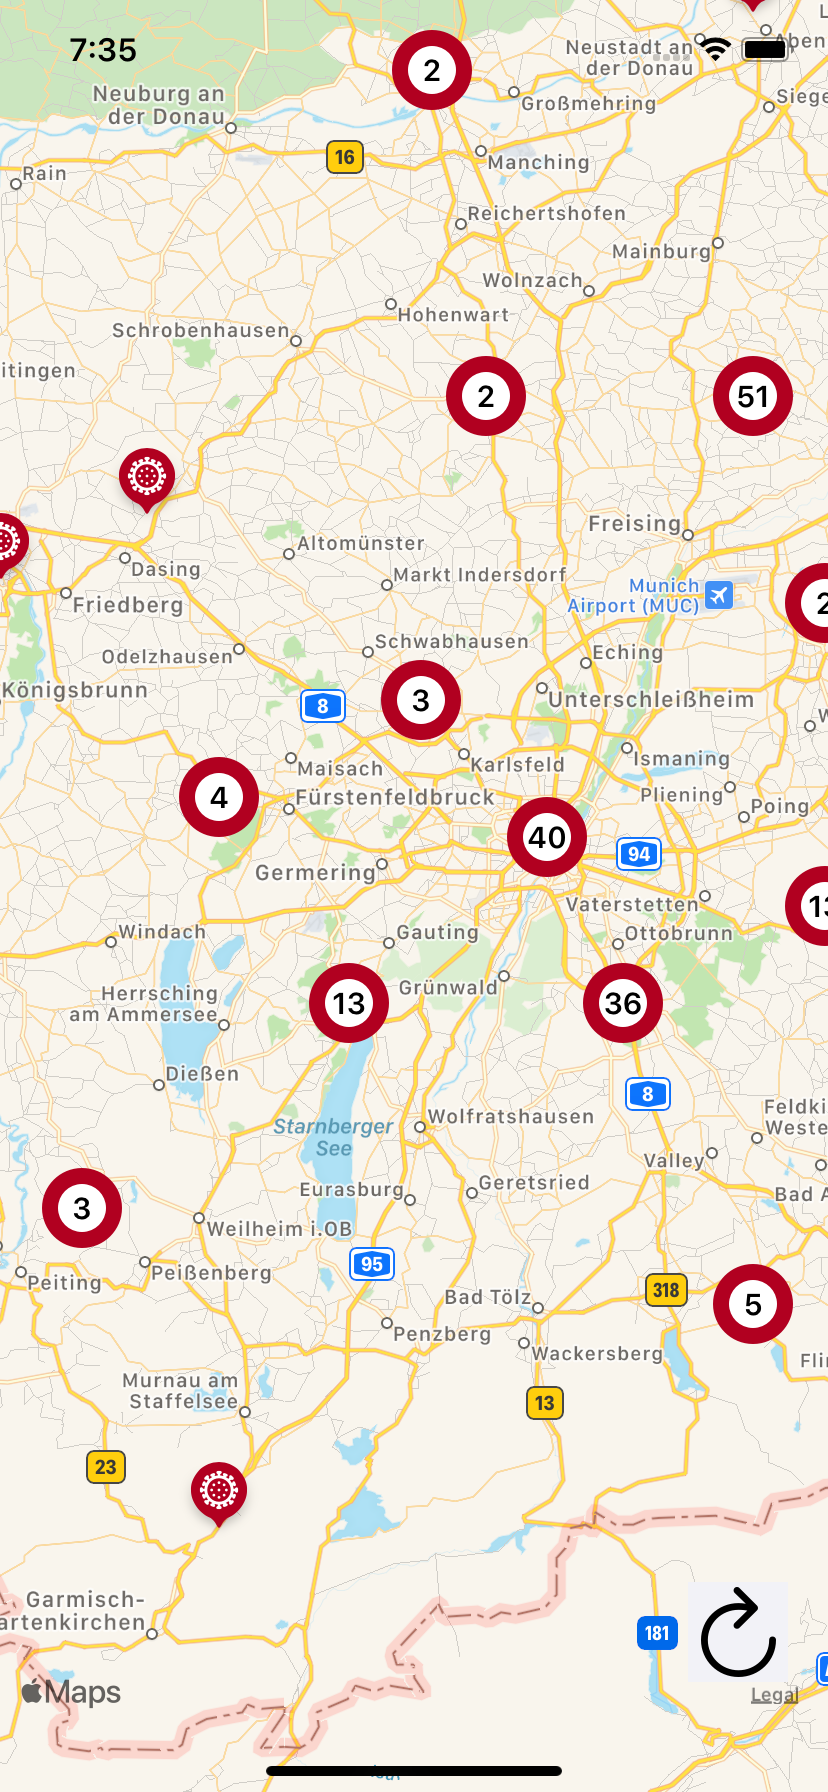 7:35
Neustadt an
der Donau
Aben
2
Neuburg an
der Donau
Großmehring
Siege
16
Manching
Rain
Reichertshofen
Mainburg
Wolnzach
Hohenwart
Schrobenhausen
itingen
2
51
Freising
Altomünster
Dasing
Markt Indersdorf
Munich
Airport (MUC)
Friedberg
2
Schwabhausen
Odelzhausen
Eching
Königsbrunn
8
3
Unterschleißheim
W
Maisach
Karlsfeld
Ismaning
4
Fürstenfeldbruck
Pliening
Poing
40
94
Germering
Vaterstetten
13
Windach
Gauting
Ottobrunn
Herrsching
am Ammersee
13
Grünwald
36
Dießen
8
Starnberger
See
Wolfratshausen
Feldki
Weste
Valley
3
Eurasburg
Geretsried
Bad A
Weilheim i.OB
Peiting
Peißenberg
95
Bad Tölz
318
5
Penzberg
Wackersberg
Flin
Murnau am
Staffelsee
13
23
Garmisch-
artenkirchen
181
Maps
Legal